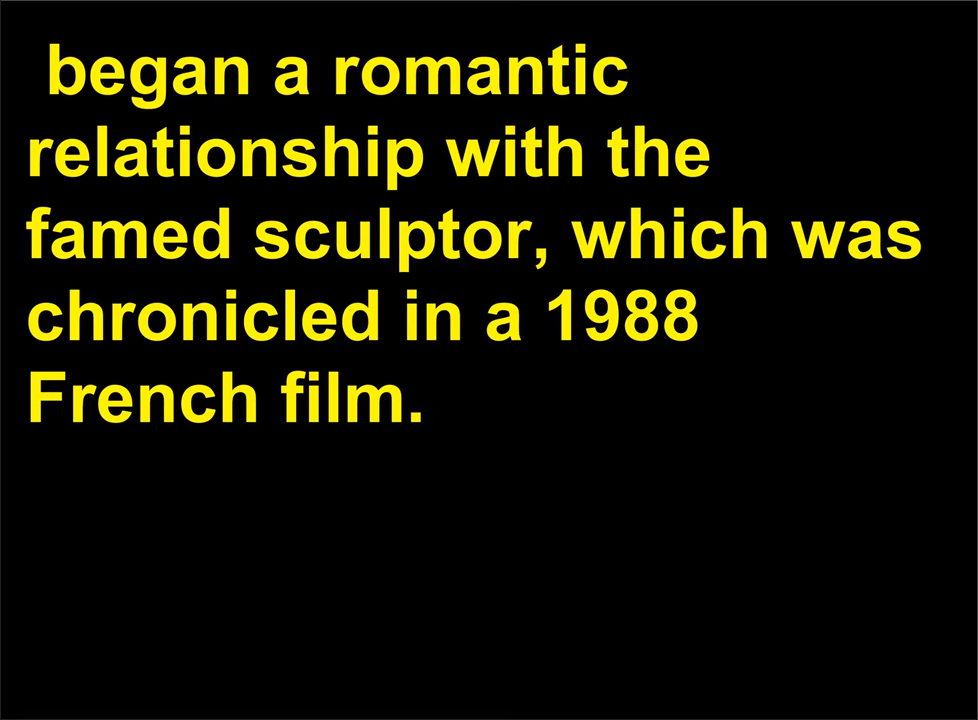 began a romantic
relationship with the
famed sculptor, which was
chronicled in a 1988
French film.